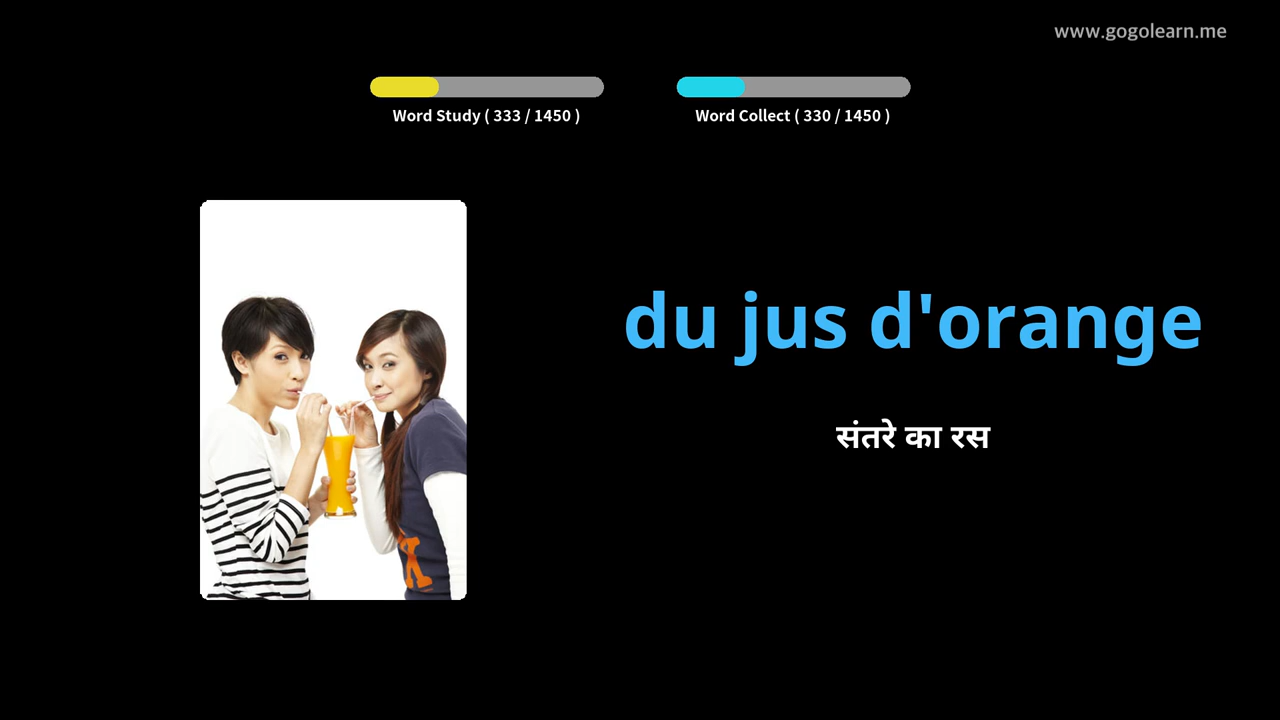 www.gogolearn.me
Word Study ( 333 / 1450 )
Word Collect ( 330 / 1450 )
du jus d'orange
संतरे का रस